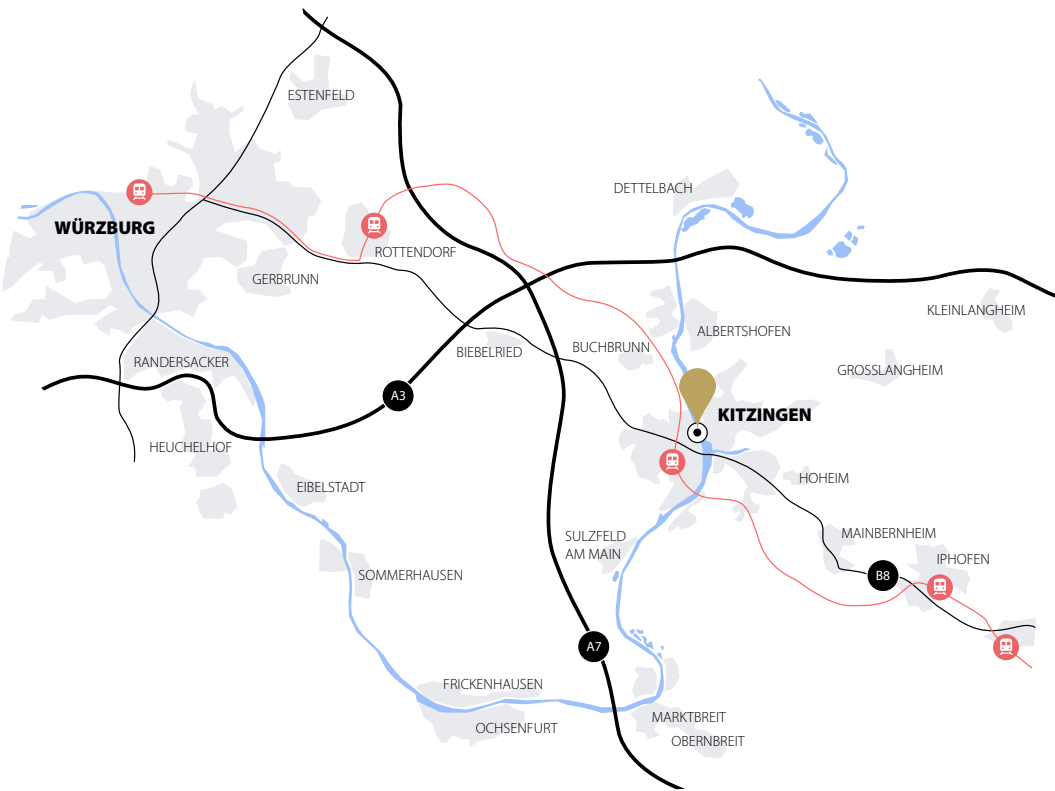 ESTENFELD
DETTELBACH
WÜRZBURG
ROTTENDORF
GERBRUNN
KLEINLANGHEIM
ALBERTSHOFEN
BUCHBRUNN
BIEBELRIED
RANDERSACKER
GROSSLANGHEIM
A3
KITZINGEN
HEUCHELHOF
HOHEIM
EIBELSTADT
MAINBERNHEIM
SULZFELD
AM MAIN
IPHOFEN
SOMMERHAUSEN
B8
A7
FRICKENHAUSEN
MARKTBREIT
OCHSENFURT
OBERNBREIT